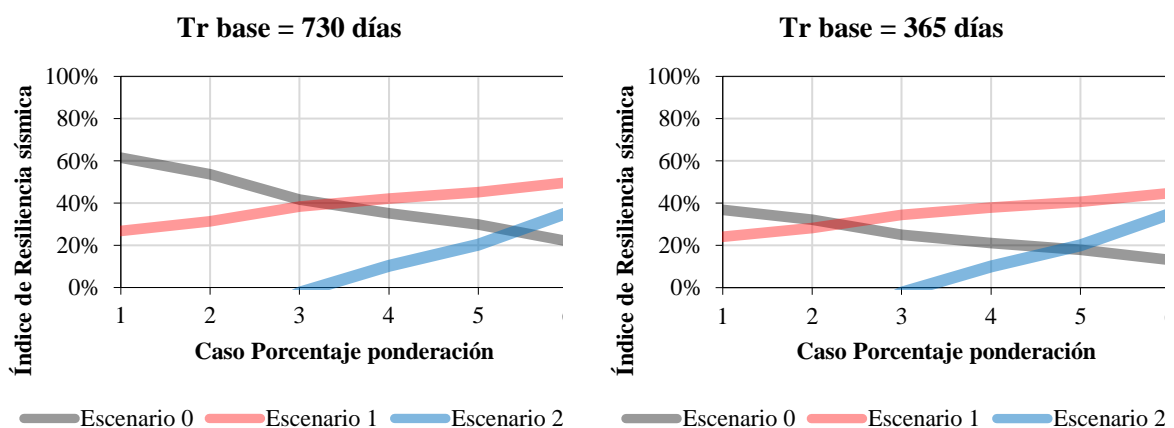 Tr base = 730 días
Índice de Resiliencia sísmica
100%
80%
60%
40%
20%
0%
1 2 3 4 5
Caso Porcentaje ponderación
Escenario 0 Escenario 1 Escenario 2
Tr base = 365 días
Índice de Resiliencia sísmica
100%
80%
60%
40%
20%
0%
1 2 3 4 5
Caso Porcentaje ponderación
Escenario 0 Escenario 1 Escenario 2